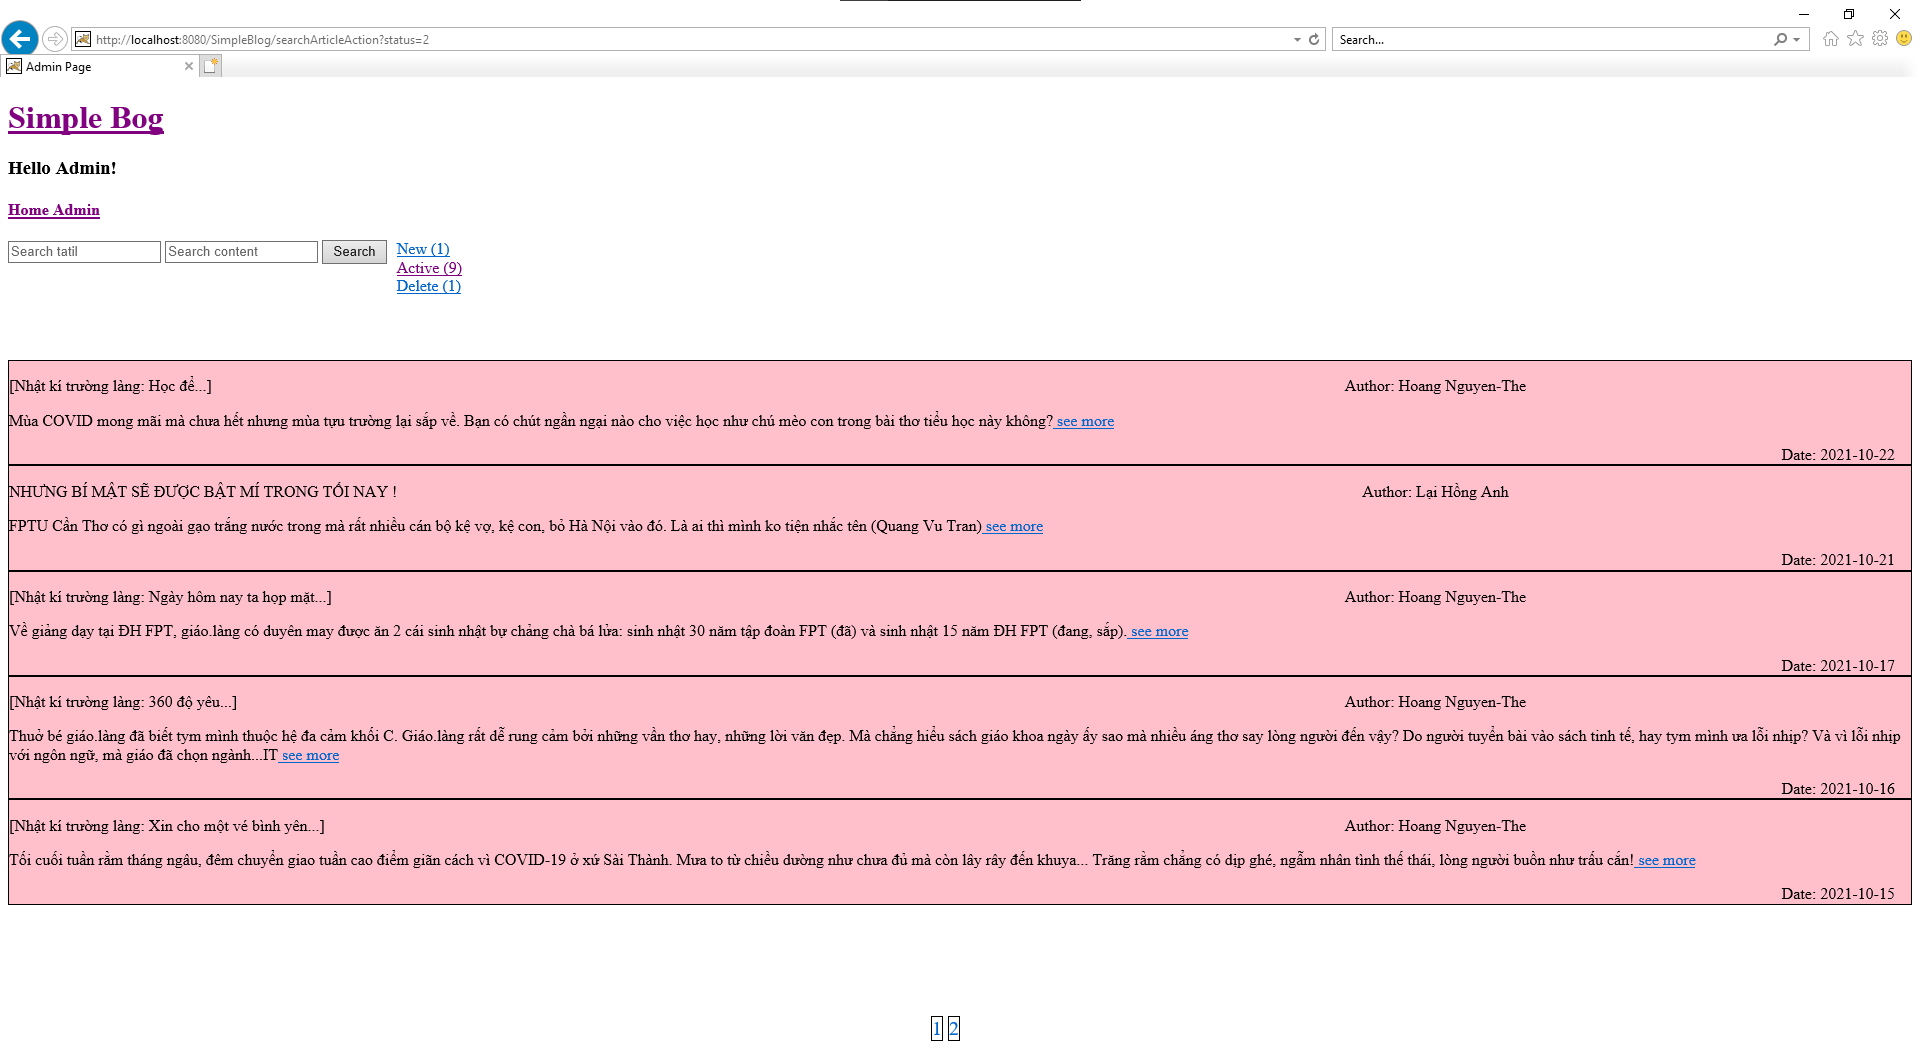 http://localhost:8080/SimpleBlog/searchArticleAction?status=2
Search...
Admin Page
Simple Bog
Hello Admin!
Home Admin
Search tatil Search content Search
New (1)
Active (9)
Delete (1)
[Nhật kí trường làng: Học để...] Author: Hoang Nguyen-The
Mùa COVID mong mãi mà chưa hết nhưng mùa tựu trường lại sắp về. Bạn có chút ngần ngại nào cho việc học như chú mèo con trong bài thơ tiểu học này không? see more
Date: 2021-10-22
NHƯNG BÍ MẬT SẼ ĐƯỢC BẬT MÍ TRONG TỐI NAY ! Author: Lại Hồng Anh
FPTU Cần Thơ có gì ngoài gạo trắng nước trong mà rất nhiều cán bộ kệ vợ, kệ con, bỏ Hà Nội vào đó. Là ai thì mình ko tiện nhắc tên (Quang Vu Tran) see more
Date: 2021-10-21
[Nhật kí trường làng: Ngày hôm nay ta họp mặt...] Author: Hoang Nguyen-The
Về giảng dạy tại ĐH FPT, giáo.làng có duyên may được ăn 2 cái sinh nhật bự chảng chà bá lửa: sinh nhật 30 năm tập đoàn FPT (đã) và sinh nhật 15 năm ĐH FPT (đang, sắp). see more
Date: 2021-10-17
[Nhật kí trường làng: 360 độ yêu...] Author: Hoang Nguyen-The
Thuở bé giáo.làng đã biết tym mình thuộc hệ đa cảm khối C. Giáo.làng rất dễ rung cảm bởi những vần thơ hay, những lời văn đẹp. Mà chẳng hiểu sách giáo khoa ngày ấy sao mà nhiều áng thơ say lòng người đến vậy? Do người tuyển bài vào sách tinh tế, hay tym mình ưa lỗi nhịp? Và vì lỗi nhịp
với ngôn ngữ, mà giáo đã chọn ngành...IT see more
Date: 2021-10-16
[Nhật kí trường làng: Xin cho một vé bình yên...] Author: Hoang Nguyen-The
Tối cuối tuần rằm tháng ngâu, đêm chuyển giao tuần cao điểm giãn cách vì COVID-19 ở xứ Sài Thành. Mưa to từ chiều dường như chưa đủ mà còn lây rây đến khuya... Trăng rằm chẳng có dịp ghé, ngẫm nhân tình thế thái, lòng người buồn như trấu cắn! see more
Date: 2021-10-15
1 2